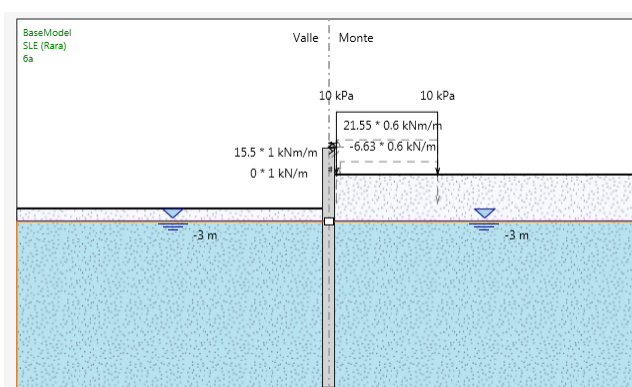 BaseModel
SLE (Rara)
6a
Valle Monte
10 kPa 10 kPa
21.55 * 0.6 kNm/m
-6.63 * 0.6 kN/m
15.5 * 1 kNm/m
0 * 1 kN/m
-3 m -3 m